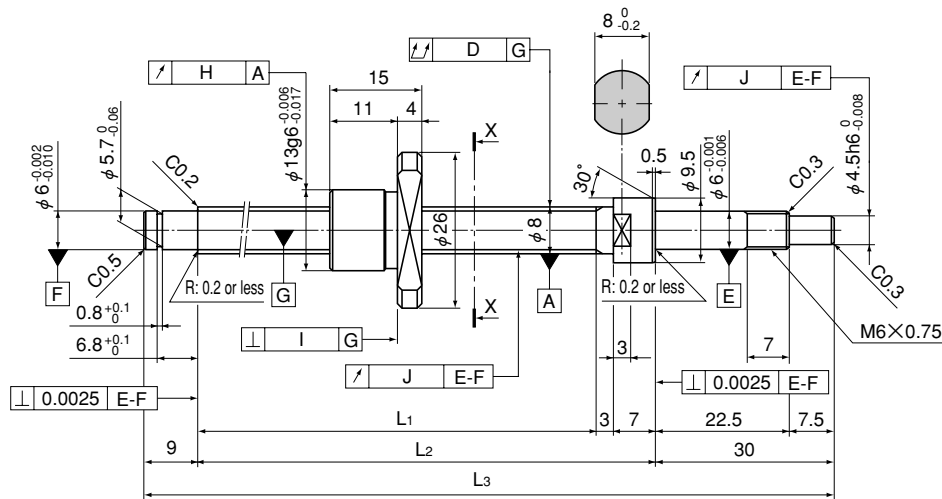 8 0 -0.2
D G
H A
J E-F
15
11 4
X
φ6 -0.002 -0.010
φ5.7 0 -0.06
C0.2
φ13g6 -0.006 -0.017
φ26
φ8
30°
0.5
φ9.5
φ6 -0.001 -0.006
C0.3
φ4.5h6 0 -0.008
F
C0.5
R: 0.2 or less
G
A
R: 0.2 or less
E
C0.3
0.8 +0.1 0
X
M6×0.75
6.8 +0.1 0
⊥ I G
3
7
J E-F
⊥ 0.0025 E-F
⊥ 0.0025 E-F
L1
3
7
22.5
7.5
9
L2
30
L3